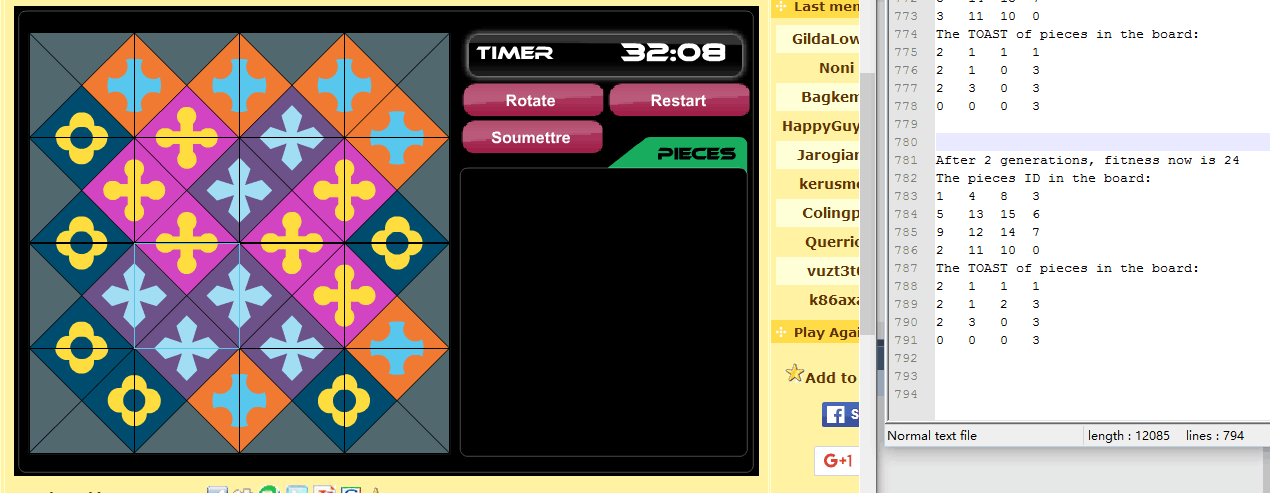 TIMER 32:08
Rotate Restart
Soumettre
PIECES
Last mem
GildaLow
Noni
Bagkem
HappyGuy
Jarogian
kerusmo
Colingp
Querric
k86axa
Play Agai
Add to
S
G+1
773 3 11 10 0
774 The TOAST of pieces in the board:
775 2 1 1 1
776 2 1 0 3
777 2 3 0 3
778 0 0 0 3
779
780
781 After 2 generations, fitness now is 24
782 The pieces ID in the board:
783 1 4 8 3
784 5 13 15 6
785 9 12 14 7
786 2 11 10 0
787 The TOAST of pieces in the board:
788 2 1 1 1
789 2 1 2 3
790 2 3 0 3
791 0 0 0 3
792
793
794
Normal text file length : 12085 lines : 794